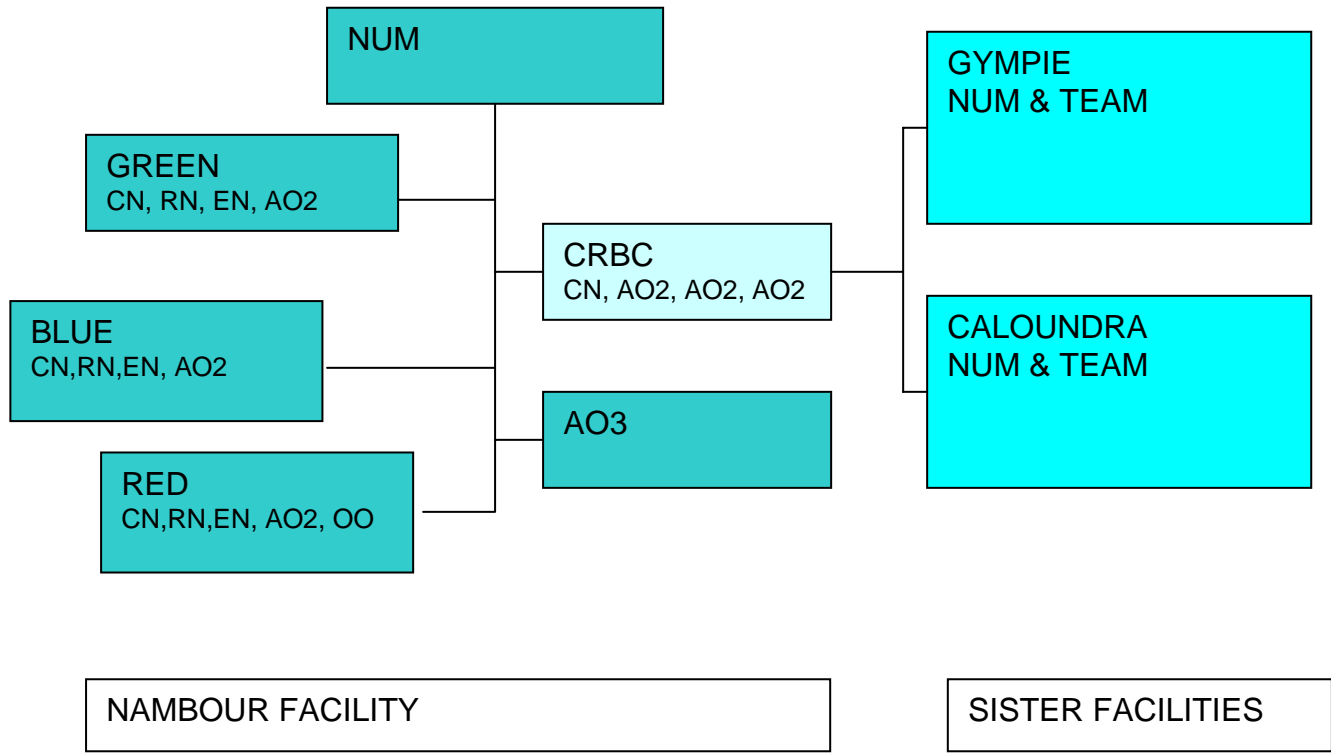 NUM
GREEN
CN, RN, EN, AO2
BLUE
CN,RN,EN, AO2
RED
CN,RN,EN, AO2, OO
CRBC
CN, AO2, AO2, AO2
AO3
GYMPIE
NUM & TEAM
CALOUNDRA
NUM & TEAM
NAMBOUR FACILITY
SISTER FACILITIES